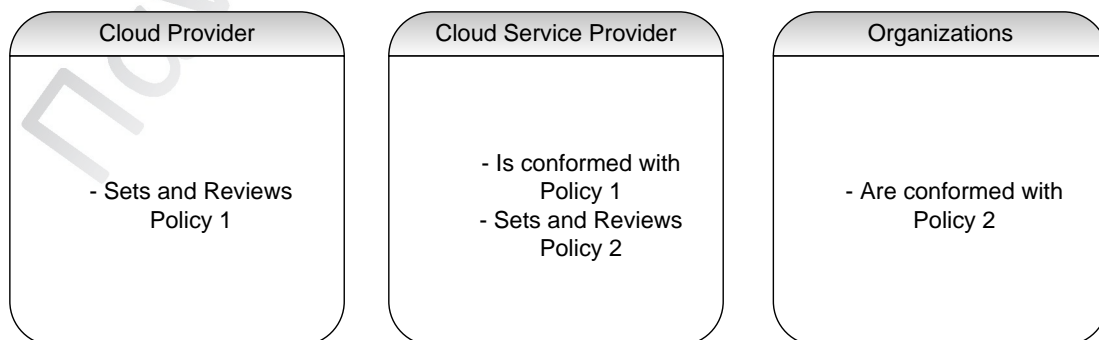 Cloud Provider
- Sets and Reviews
Policy 1
Cloud Service Provider
- Is conformed with
Policy 1
- Sets and Reviews
Policy 2
Organizations
- Are conformed with
Policy 2